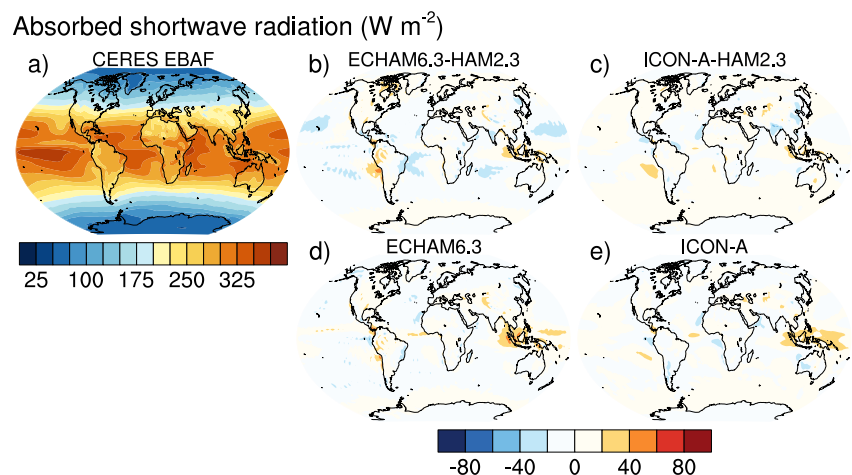 Absorbed shortwave radiation (W m-2)
a) CERES EBAF
b) ECHAM6.3-HAM2.3
c) ICON-A-HAM2.3
25 100 175 250 325
d) ECHAM6.3
e) ICON-A
-80 -40 0 40 80